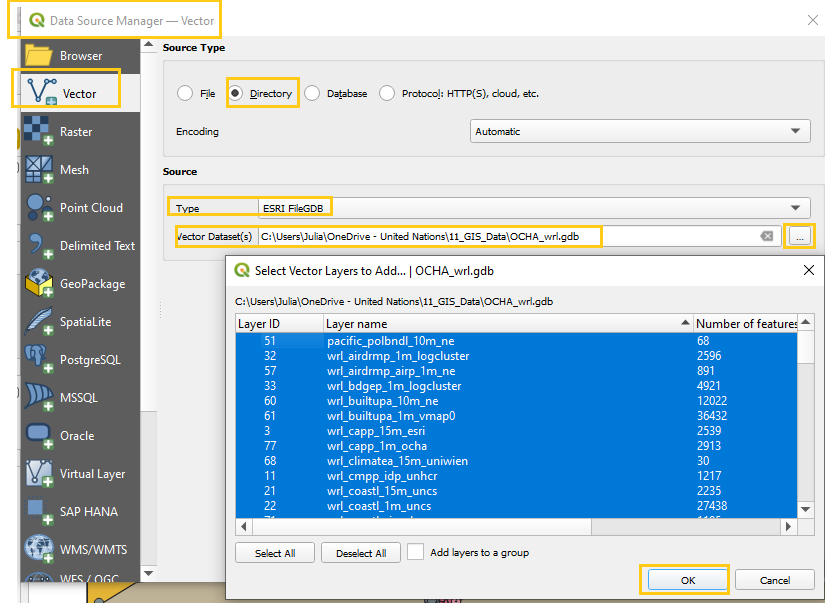 Data Source Manager — Vector
Browser
Vector
Raster
Mesh
Point Cloud
Delimited Text
GeoPackage
SpatiaLite
PostgreSQL
MSSQL
Oracle
Virtual Layer
SAP HANA
WMS/WMTS
WFS / OGC
Source Type
File Directory Database Protocol: HTTP(S), cloud, etc.
Encoding Automatic
Source
Type ESRI FileGDB
Vector Dataset(s) C:\Users\Julia\OneDrive - United Nations\11_GIS_Data\OCHA_wrl.gdb ...
Select Vector Layers to Add... | OCHA_wrl.gdb
C:\Users\Julia\OneDrive - United Nations\11_GIS_Data\OCHA_wrl.gdb
Layer ID Layer name Number of features
51 pacific_polbndl_10m_ne 68
32 wrl_airdrmp_1m_logcluster 2596
57 wrl_airdrmp_airp_1m_ne 891
33 wrl_bdgep_1m_logcluster 4921
60 wrl_builtupa_10m_ne 12022
61 wrl_builtupa_1m_vmap0 36432
3 wrl_capp_15m_esri 2539
77 wrl_capp_1m_ocha 2913
68 wrl_climatea_15m_uniwien 30
11 wrl_cmpp_idp_unhcr 1217
21 wrl_coastl_15m_uncs 2235
22 wrl_coastl_1m_uncs 27438
Select All Deselect All Add layers to a group
OK Cancel